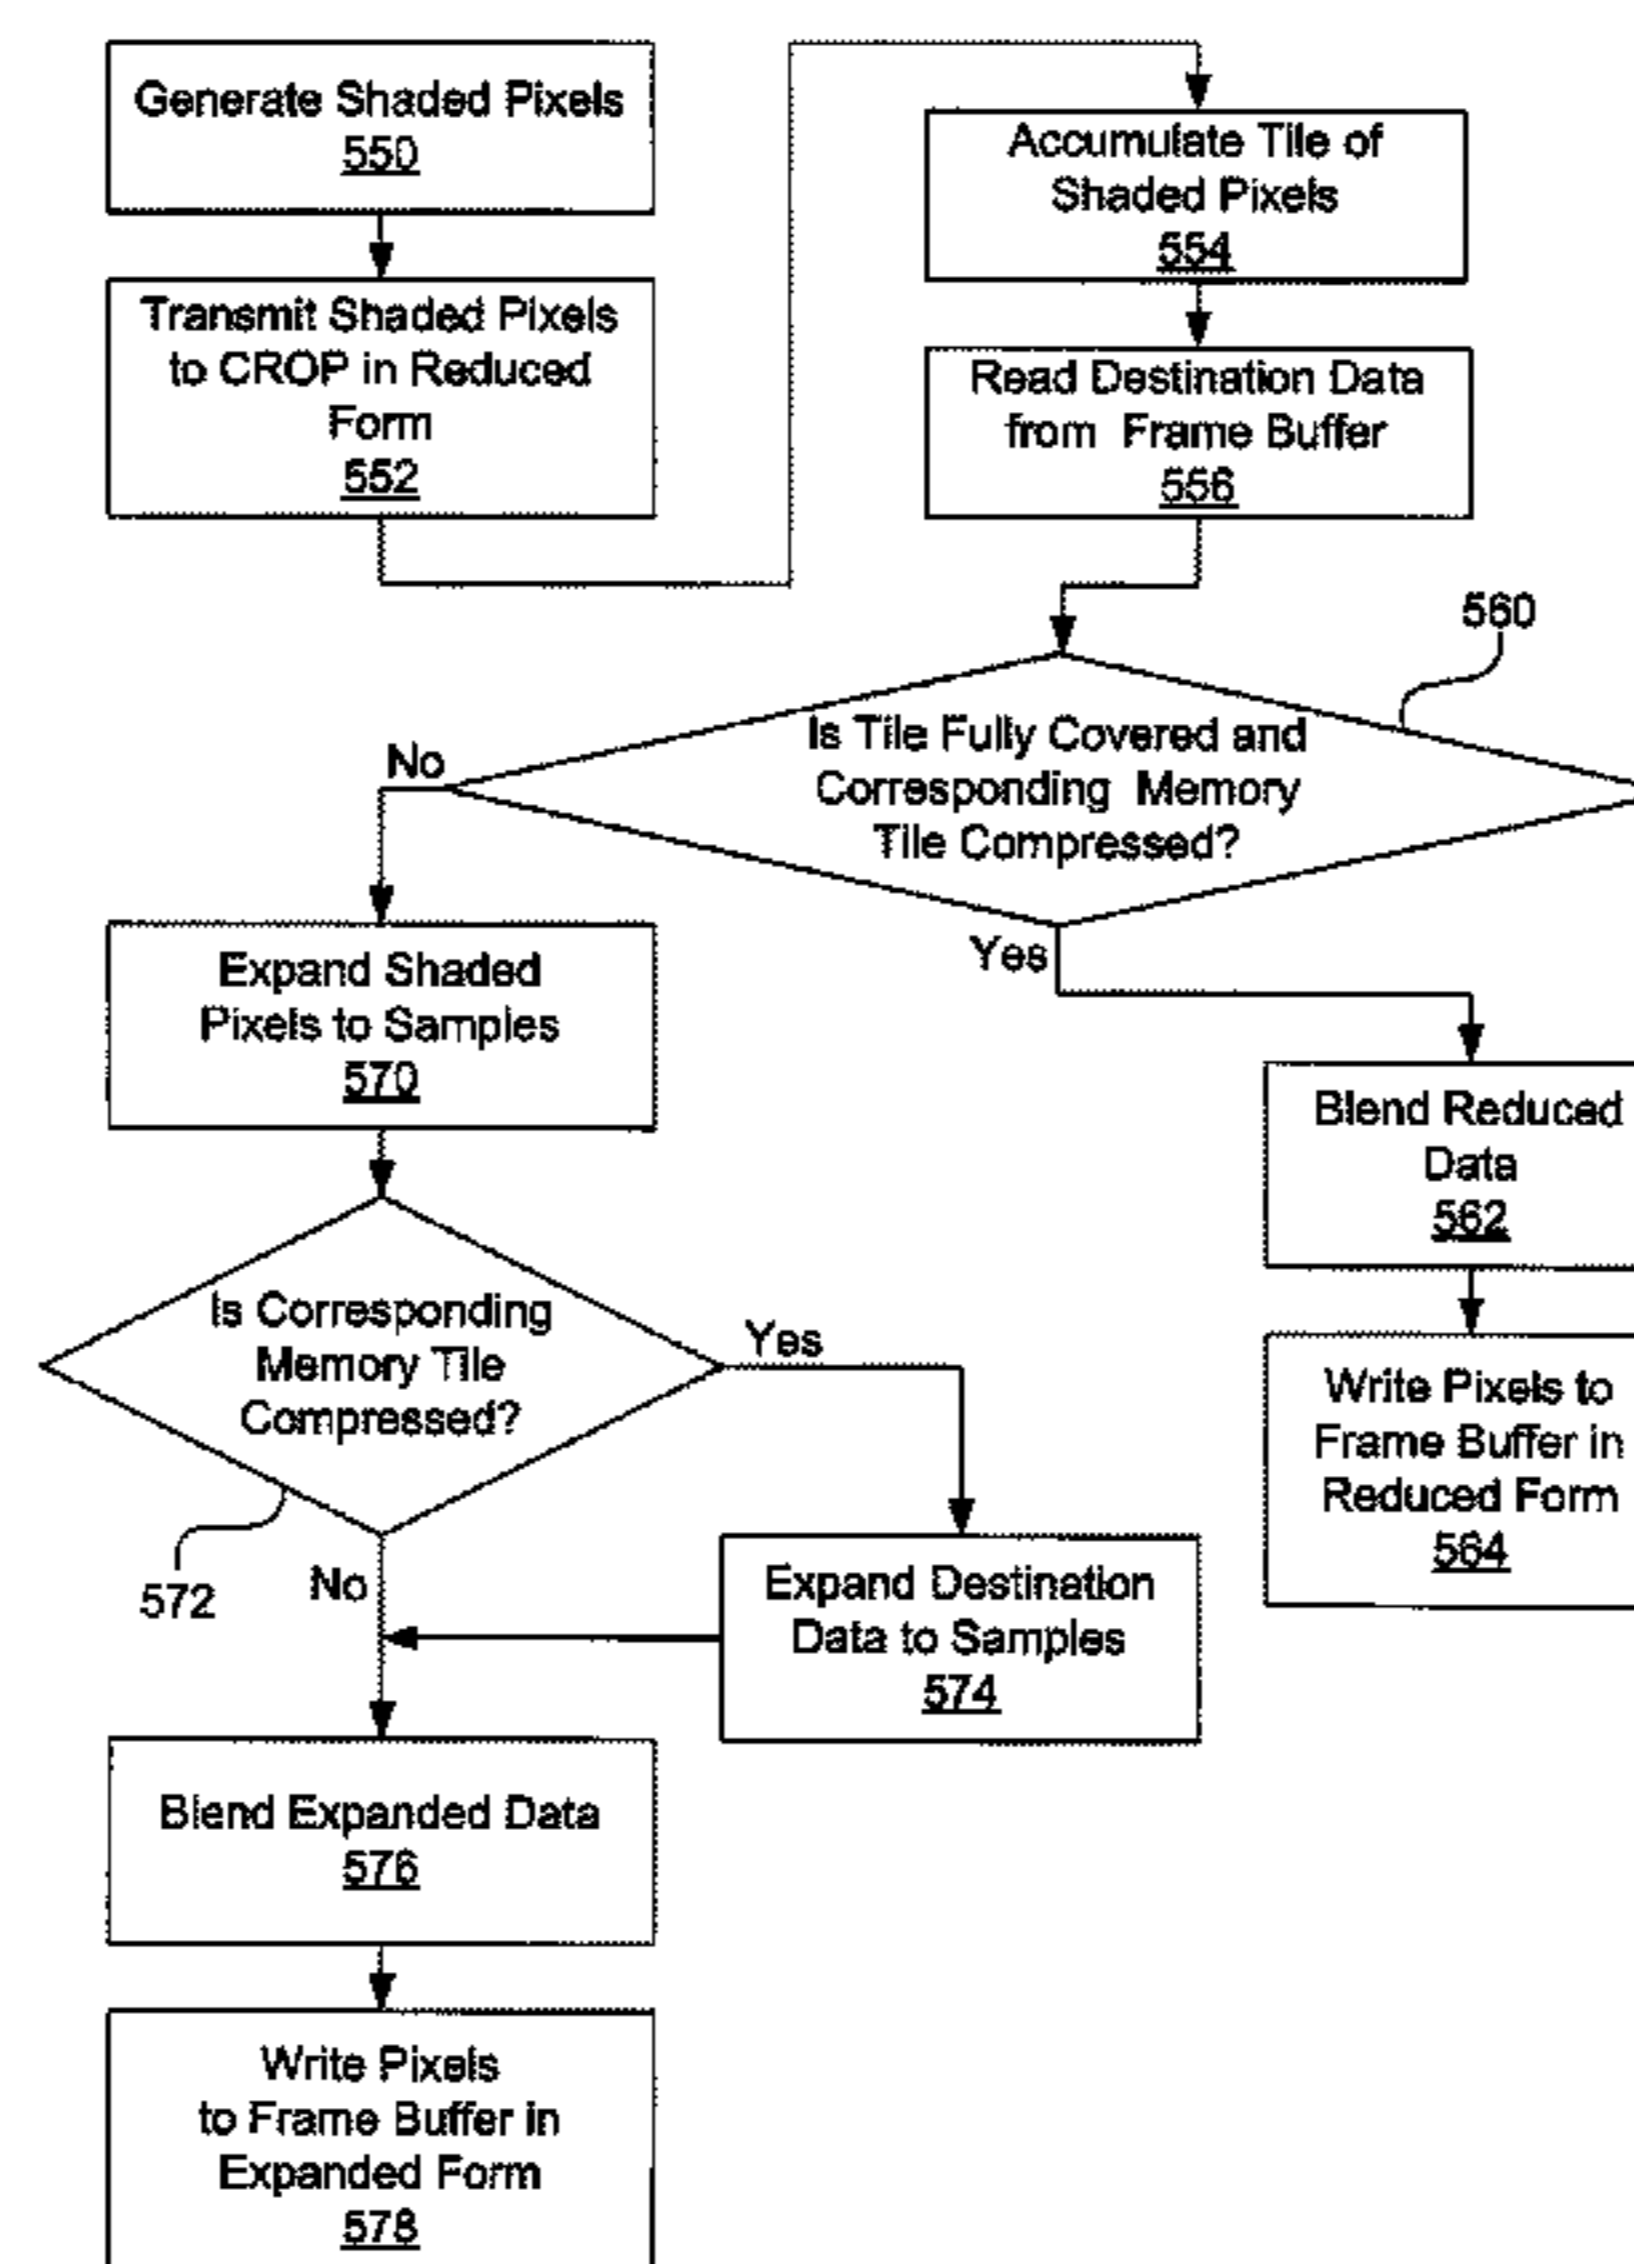 Generate Shaded Pixels
550
Transmit Shaded Pixels
to CROP in Reduced
Form
552
Accumulate Tile of
Shaded Pixels
554
Read Destination Data
from Frame Buffer
556
560
Is Tile Fully Covered and
Corresponding Memory
Tile Compressed?
No
Yes
Expand Shaded
Pixels to Samples
570
Blend Reduced
Data
562
Is Corresponding
Memory Tile
Compressed?
Yes
572
No
Write Pixels to
Frame Buffer in
Reduced Form
564
Expand Destination
Data to Samples
574
Blend Expanded Data
576
Write Pixels
to Frame Buffer in
Expanded Form
578